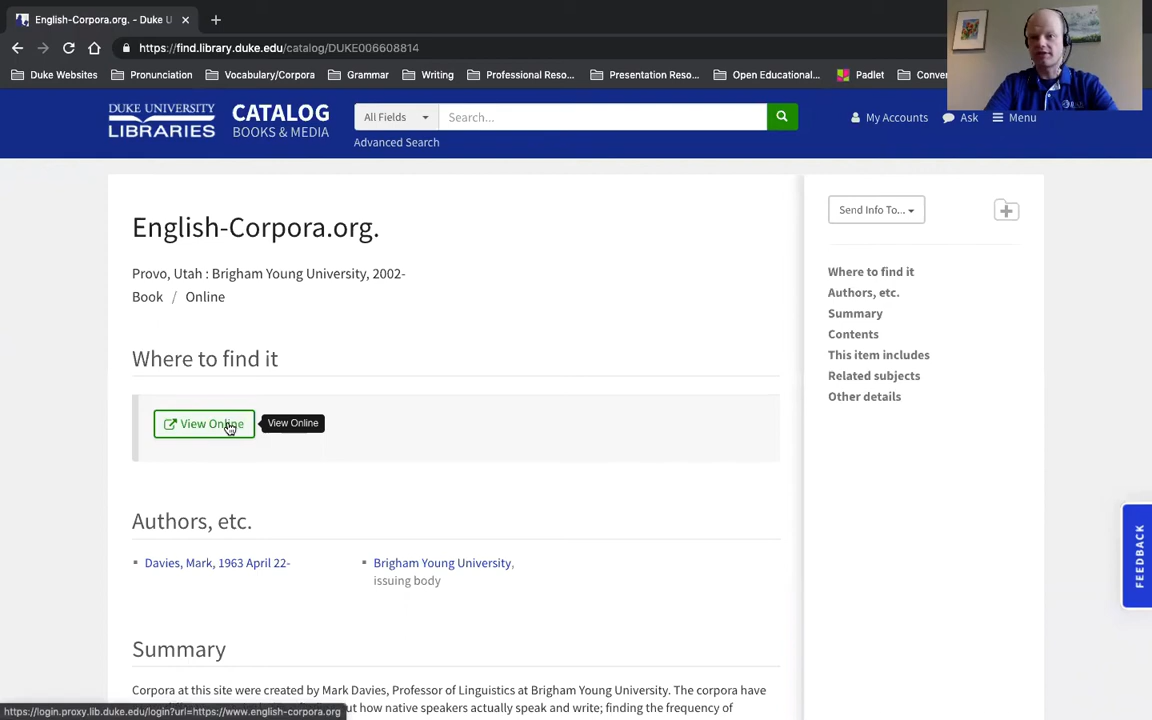 English-Corpora.org. - Duke U
https://find.library.duke.edu/catalog/DUKE006608814
Duke Websites Pronunciation Vocabulary/Corpora Grammar Writing Professional Reso... Presentation Reso... Open Educational... Padlet Conver
DUKE UNIVERSITY LIBRARIES
CATALOG
BOOKS & MEDIA
All Fields Search...
Advanced Search
My Accounts Ask Menu
English-Corpora.org.
Provo, Utah : Brigham Young University, 2002-
Book / Online
Where to find it
View Online View Online
Authors, etc.
Davies, Mark, 1963 April 22- Brigham Young University,
issuing body
Summary
Corpora at this site were created by Mark Davies, Professor of Linguistics at Brigham Young University. The corpora have
out how native speakers actually speak and write; finding the frequency of
https://login.proxy.lib.duke.edu/login?url=https://www.english-corpora.org
Send Info To...
Where to find it
Authors, etc.
Summary
Contents
This item includes
Related subjects
Other details
FEEDBACK